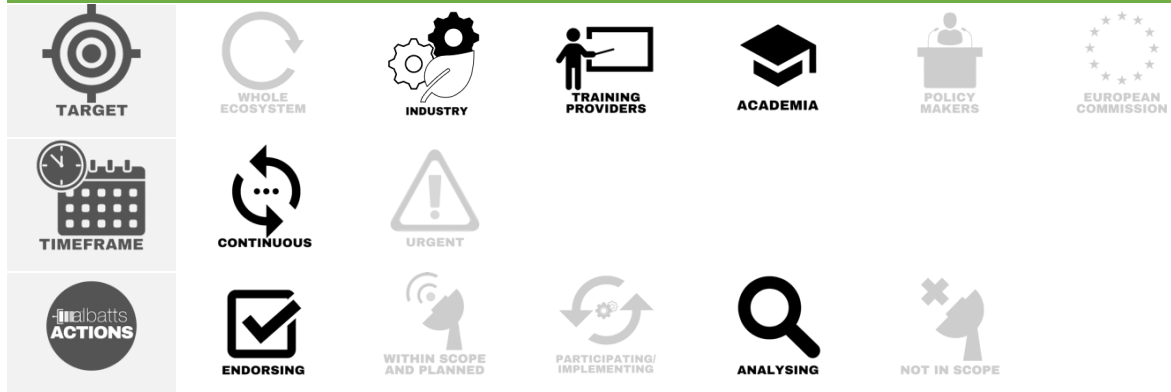 TARGET
WHOLE
ECOSYSTEM
INDUSTRY
TRAINING
PROVIDERS
ACADEMIA
POLICY
MAKERS
EUROPEAN
COMMISSION
TIMEFRAME
CONTINUOUS
URGENT
albatts
ACTIONS
ENDORSING
WITHIN SCOPE
AND PLANNED
PARTICIPATING/
IMPLEMENTING
ANALYSING
NOT IN SCOPE